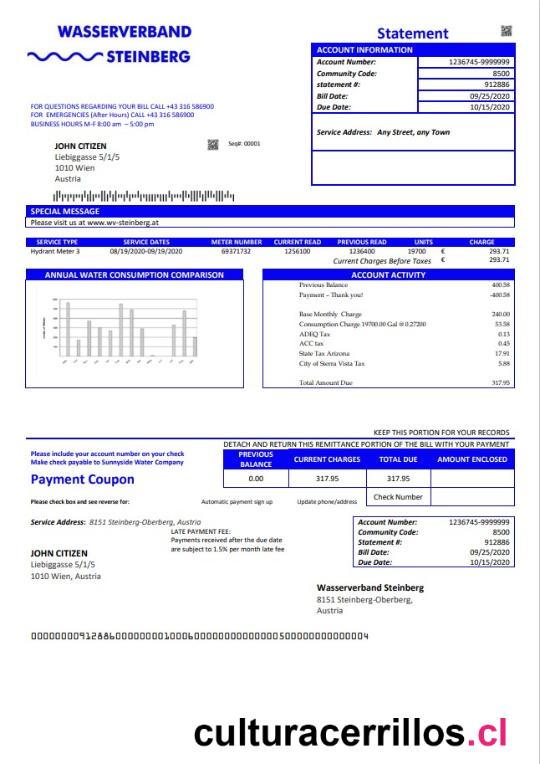 WASSERVERBAND
STEINBERG
Statement
ACCOUNT INFORMATION
Account Number: 1236745-9999999
Community Code: 8500
statement #: 912886
Bill Date: 09/25/2020
Due Date: 10/15/2020
Service Address: Any Street, any Town
FOR QUESTIONS REGARDING YOUR BILL CALL +43 316 586900
FOR EMERGENCIES (After Hours) CALL +43 316 586900
BUSINESS HOURS M-F 8:00 am – 5:00 pm
JOHN CITIZEN
Liebiggasse 5/1/5
1010 Wien
Austria
Seq#: 00001
SPECIAL MESSAGE
Please visit us at www.wv-steinberg.at
SERVICE TYPE SERVICE DATES METER NUMBER CURRENT READ PREVIOUS READ UNITS CHARGE
Hydrant Meter 3 08/19/2020-09/19/2020 69371732 1256100 1236400 19700 € 293.71
Current Charges Before Taxes € 293.71
ANNUAL WATER CONSUMPTION COMPARISON
ACCOUNT ACTIVITY
Previous Balance 400.58
Payment – Thank you! -400.58
Base Monthly Charge 240.00
Consumption Charge 19700.00 Gal @ 0.27200 53.58
ADEQ Tax 0.13
ACC tax 0.45
State Tax Arizona 17.91
City of Sierra Vista Tax 5.88
Total Amount Due 317.95
KEEP THIS PORTION FOR YOUR RECORDS
DETACH AND RETURN THIS REMITTANCE PORTION OF THE BILL WITH YOUR PAYMENT
Please include your account number on your check
Make check payable to Sunnyside Water Company
Payment Coupon
PREVIOUS BALANCE CURRENT CHARGES TOTAL DUE AMOUNT ENCLOSED
0.00 317.95 317.95
Check Number
Please check box and see reverse for: Automatic payment sign up Update phone/address
Service Address: 8151 Steinberg-Oberberg, Austria
LATE PAYMENT FEE:
Payments received after the due date
are subject to 1.5% per month late fee
JOHN CITIZEN
Liebiggasse 5/1/5
1010 Wien, Austria
Account Number: 1236745-9999999
Community Code: 8500
Statement #: 912886
Bill Date: 09/25/2020
Due Date: 10/15/2020
Wasserverband Steinberg
8151 Steinberg-Oberberg,
Austria
culturacerrillos.cl